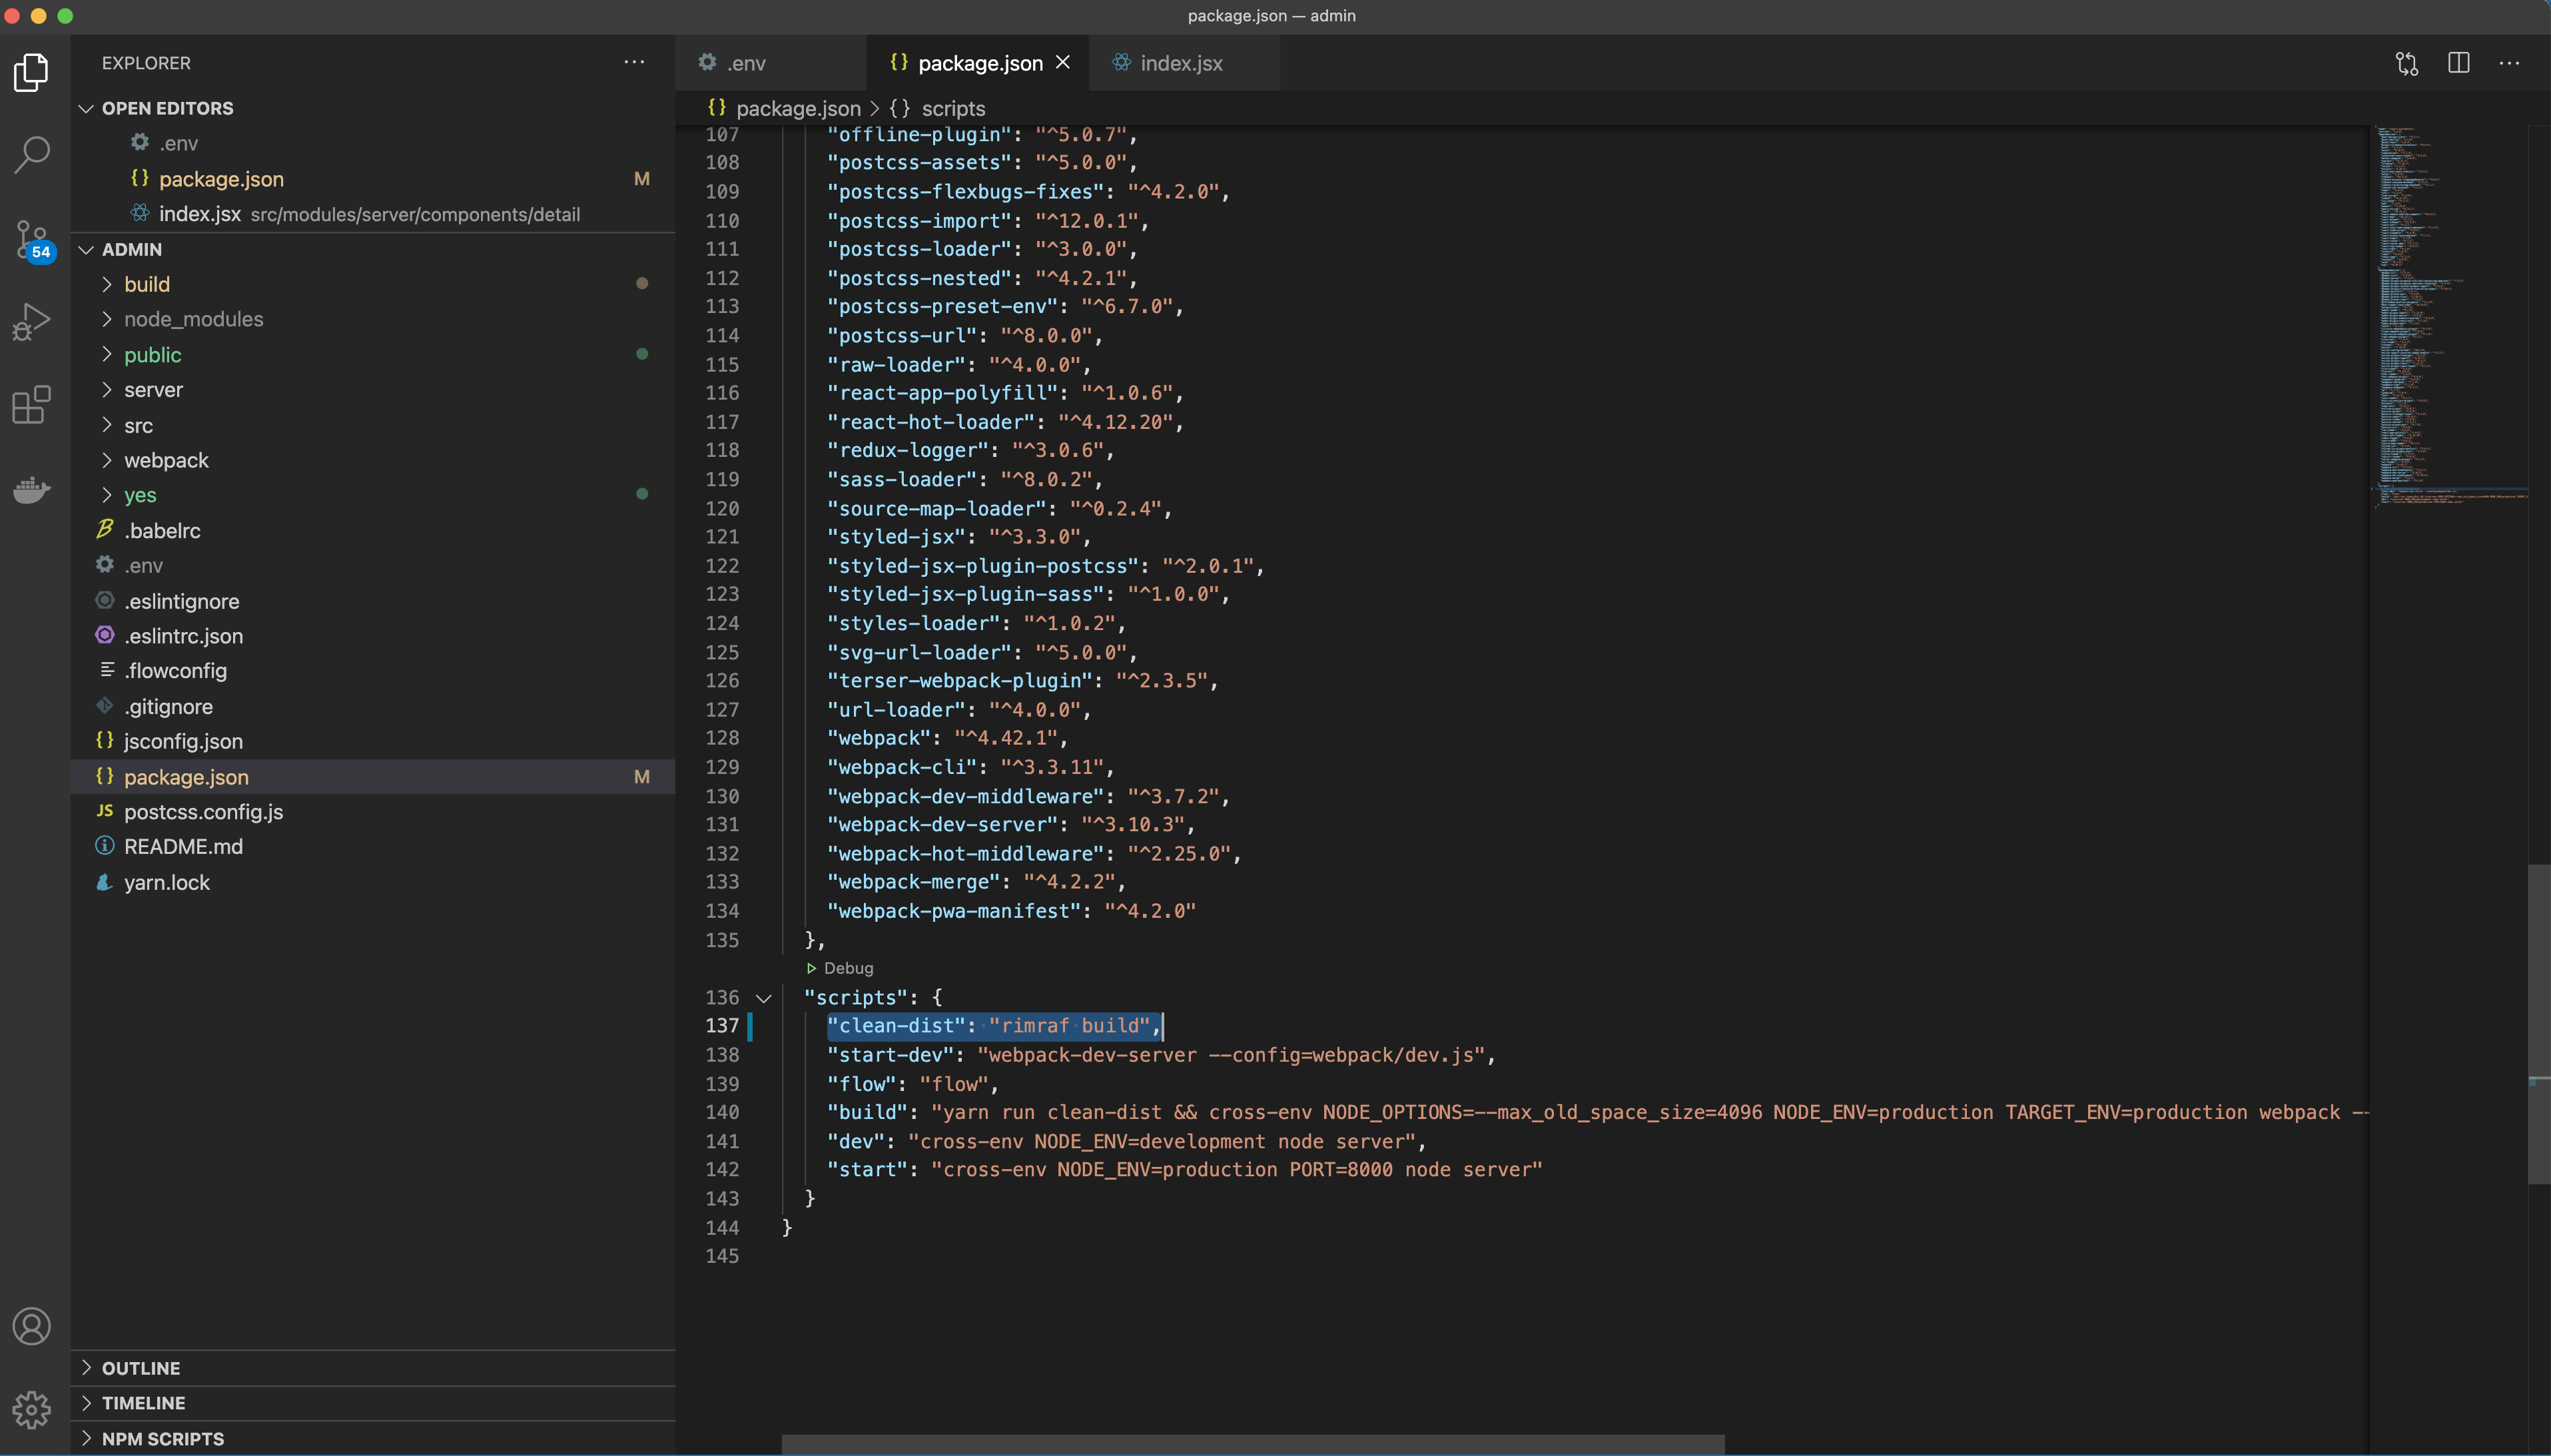 package.json — admin
EXPLORER
OPEN EDITORS
.env
package.json M
index.jsx src/modules/server/components/detail
ADMIN
build
node_modules
public
server
src
webpack
yes
.babelrc
.env
.eslintignore
.eslintrc.json
.flowconfig
.gitignore
jsconfig.json
package.json M
postcss.config.js
README.md
yarn.lock
OUTLINE
TIMELINE
NPM SCRIPTS
54
.env
package.json
index.jsx
package.json > {} scripts
107 "offline-plugin": "^5.0.7",
108 "postcss-assets": "^5.0.0",
109 "postcss-flexbugs-fixes": "^4.2.0",
110 "postcss-import": "^12.0.1",
111 "postcss-loader": "^3.0.0",
112 "postcss-nested": "^4.2.1",
113 "postcss-preset-env": "^6.7.0",
114 "postcss-url": "^8.0.0",
115 "raw-loader": "^4.0.0",
116 "react-app-polyfill": "^1.0.6",
117 "react-hot-loader": "^4.12.20",
118 "redux-logger": "^3.0.6",
119 "sass-loader": "^8.0.2",
120 "source-map-loader": "^0.2.4",
121 "styled-jsx": "^3.3.0",
122 "styled-jsx-plugin-postcss": "^2.0.1",
123 "styled-jsx-plugin-sass": "^1.0.0",
124 "styles-loader": "^1.0.2",
125 "svg-url-loader": "^5.0.0",
126 "terser-webpack-plugin": "^2.3.5",
127 "url-loader": "^4.0.0",
128 "webpack": "^4.42.1",
129 "webpack-cli": "^3.3.11",
130 "webpack-dev-middleware": "^3.7.2",
131 "webpack-dev-server": "^3.10.3",
132 "webpack-hot-middleware": "^2.25.0",
133 "webpack-merge": "^4.2.2",
134 "webpack-pwa-manifest": "^4.2.0"
135 },
Debug
136 "scripts": {
137 "clean-dist": "rimraf build",
138 "start-dev": "webpack-dev-server --config=webpack/dev.js",
139 "flow": "flow",
140 "build": "yarn run clean-dist && cross-env NODE_OPTIONS=--max_old_space_size=4096 NODE_ENV=production TARGET_ENV=production webpack --
141 "dev": "cross-env NODE_ENV=development node server",
142 "start": "cross-env NODE_ENV=production PORT=8000 node server"
143 }
144 }
145